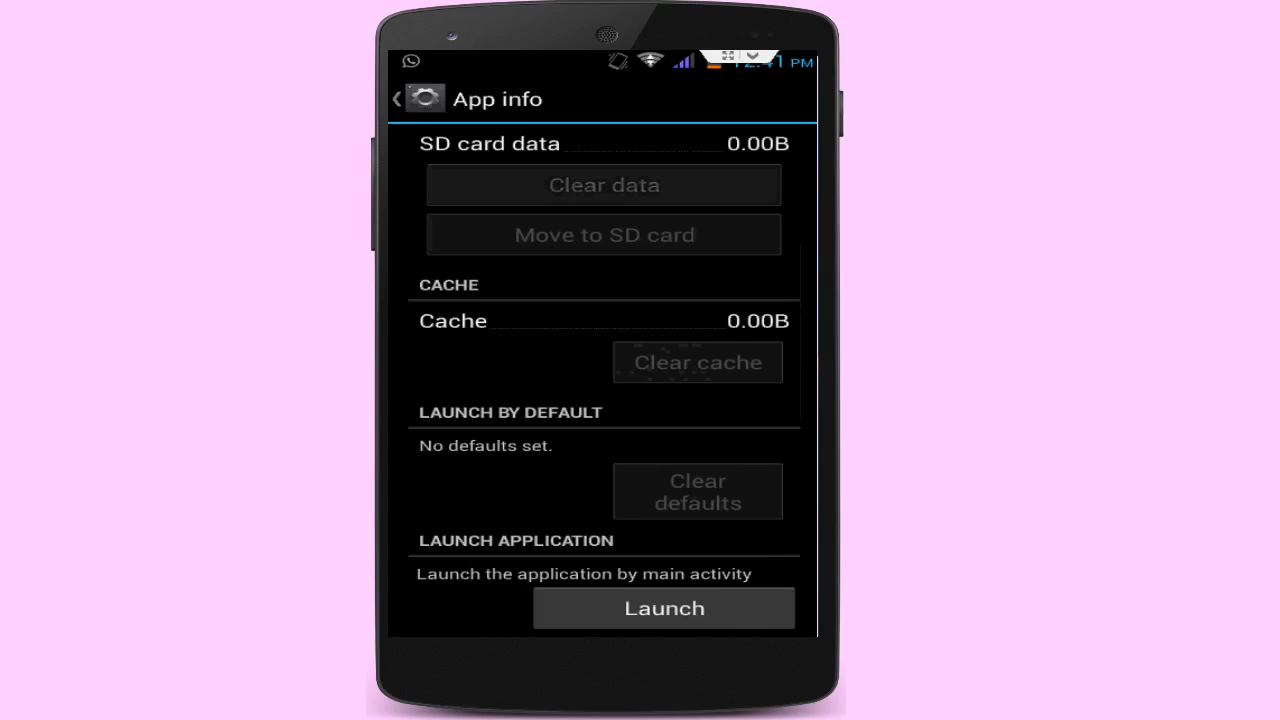 PM
App info
SD card data 0.00B
Clear data
Move to SD card
CACHE
Cache 0.00B
Clear cache
LAUNCH BY DEFAULT
No defaults set.
Clear
defaults
LAUNCH APPLICATION
Launch the application by main activity
Launch